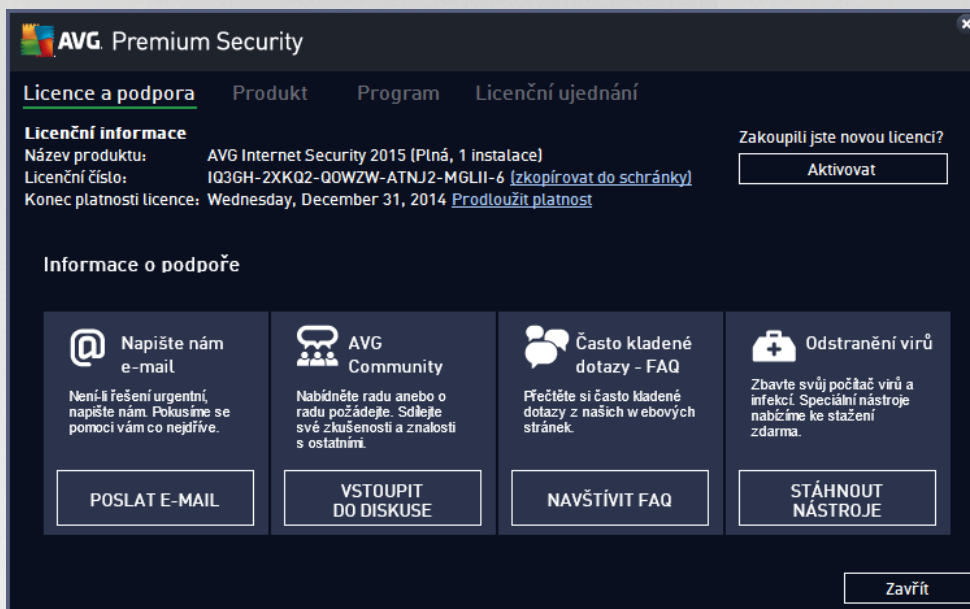 AVG. Premium Security
Licence a podpora Produkt Program Licenční ujednání
Licenční informace
Název produktu: AVG Internet Security 2015 (Plná, 1 instalace)
Licenční číslo: IQ3GH-2XKQ2-QOWZW-ATNJ2-MGLII-6 (zkopírovat do schránky)
Konec platnosti licence: Wednesday, December 31, 2014 Prodloužit platnost
Zakoupili jste novou licenci?
Aktivovat
Informace o podpoře
Napište nám
e-mail
Není-li řešení urgentní,
napište nám. Pokusíme se
pomoci vám co nejdříve.
POSLAT E-MAIL
AVG
Community
Nabídněte radu anebo o
radu požádejte. Sdílejte
své zkušenosti a znalosti
s ostatními.
VSTOUPIT
DO DISKUSE
Často kladené
dotazy - FAQ
Přečtěte si často kladené
dotazy z našich webových
stránek.
NAVŠTÍVIT FAQ
Odstranění virů
Zbavte svůj počítač virů a
infekcí. Speciální nástroje
nabízíme ke stažení
zdarma.
STÁHNOUT
NÁSTROJE
Zavřít